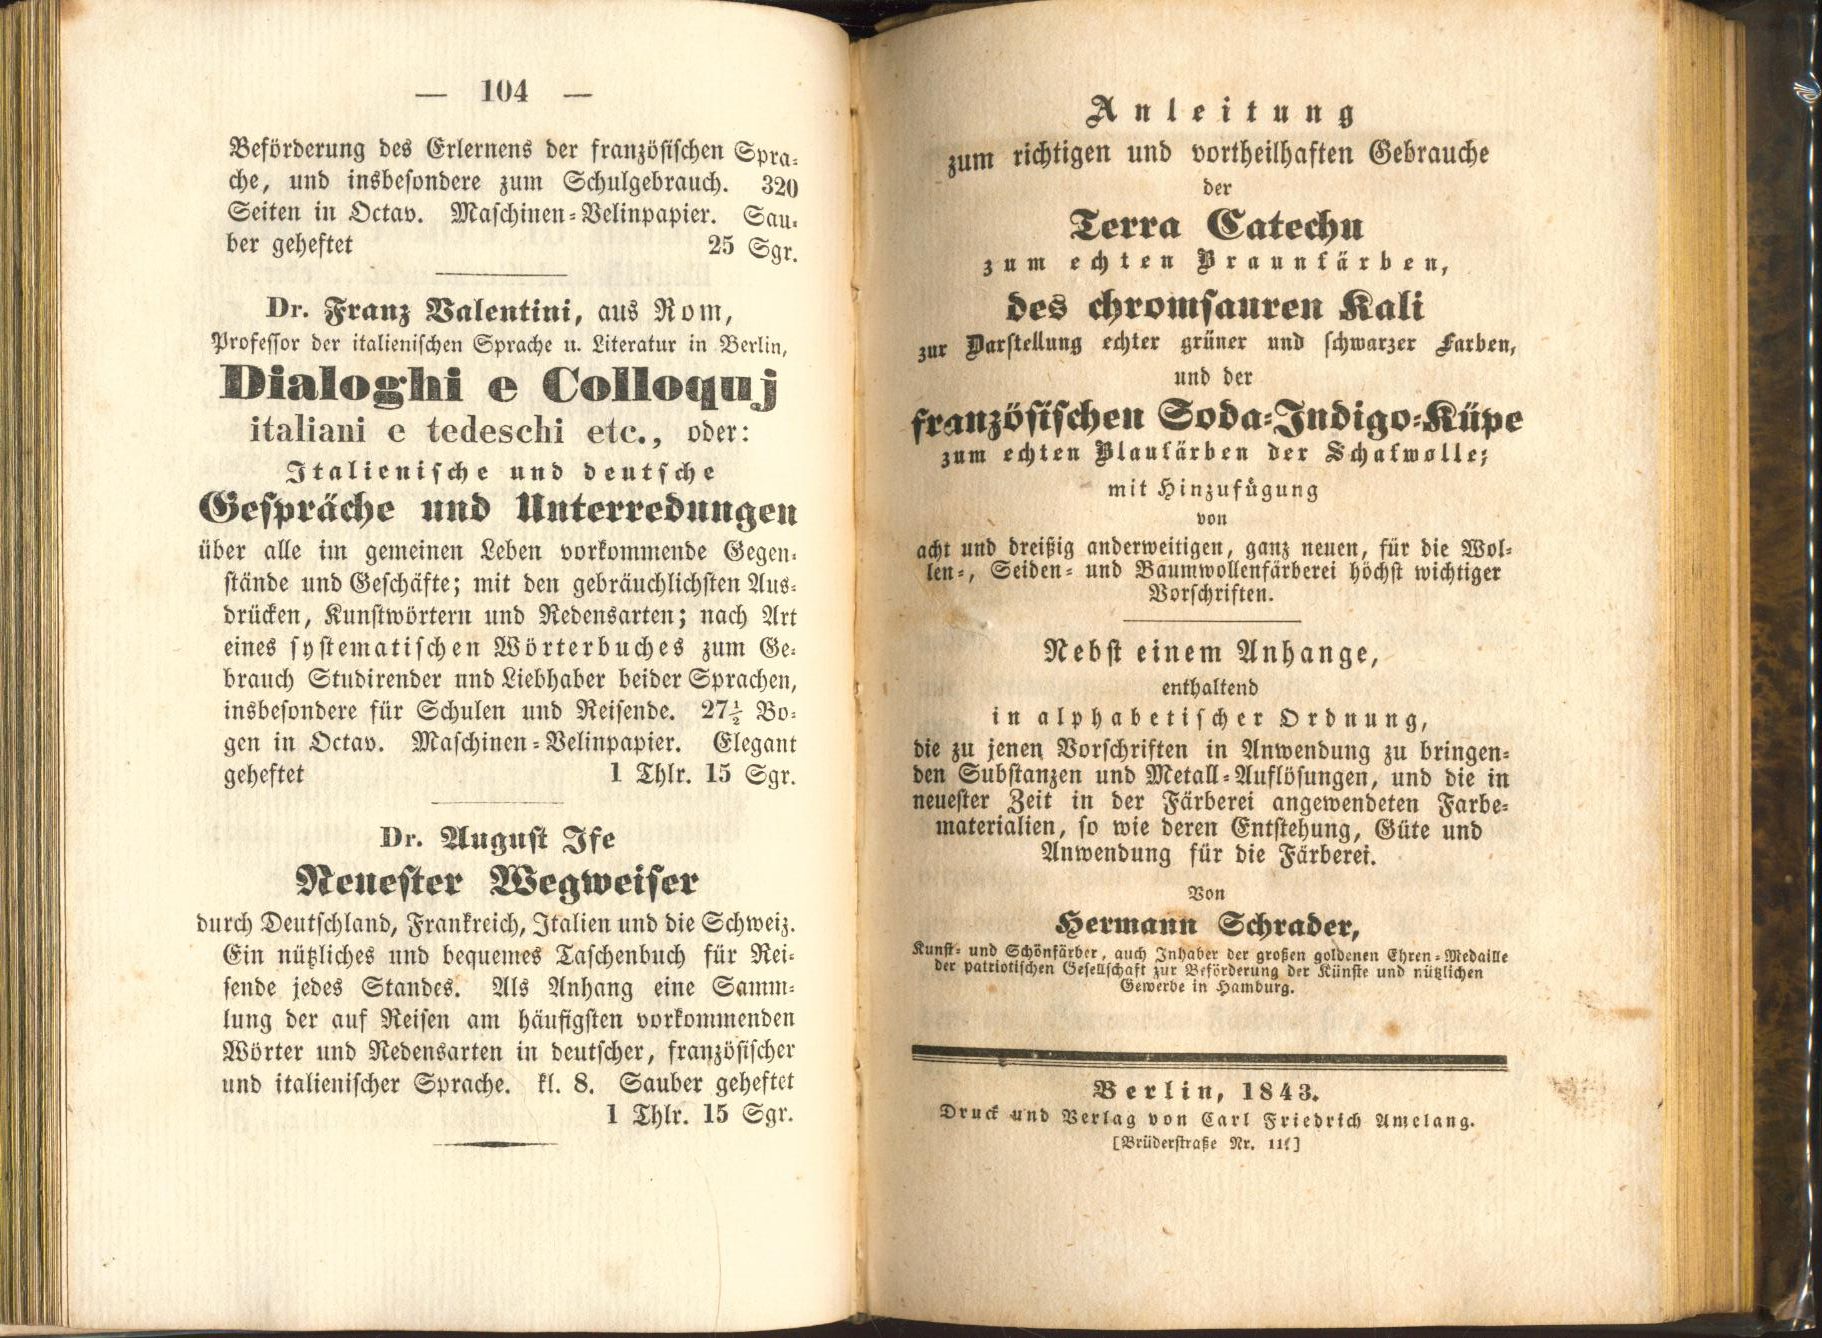 — 104 —
Beförderung des Erlernens der französischen Spra-
che, und insbesondere zum Schulgebrauch. 320
Seiten in Octav. Maschinen-Velinpapier. Sau-
ber geheftet 25 Sgr.
Dr. Franz Valentini, aus Rom,
Professor der italienischen Sprache u. Literatur in Berlin,
Dialoghi e Colloquj
italiani e tedeschi etc., oder:
Italienische und deutsche
Gespräche und Unterredungen
über alle im gemeinen Leben vorkommende Gegen-
stände und Geschäfte; mit den gebräuchlichsten Aus-
drücken, Kunstwörtern und Redensarten; nach Art
eines systematischen Wörterbuches zum Ge-
brauch Studirender und Liebhaber beider Sprachen,
insbesondere für Schulen und Reisende. 27½ Bo-
gen in Octav. Maschinen-Velinpapier. Elegant
geheftet 1 Thlr. 15 Sgr.
Dr. August Ife
Neuester Wegweiser
durch Deutschland, Frankreich, Italien und die Schweiz.
Ein nützliches und bequemes Taschenbuch für Rei-
sende jedes Standes. Als Anhang eine Samm-
lung der auf Reisen am häufigsten vorkommenden
Wörter und Redensarten in deutscher, französischer
und italienischer Sprache. kl. 8. Sauber geheftet
1 Thlr. 15 Sgr.
Anleitung
zum richtigen und vortheilhaften Gebrauche
der
Terra Catechu
zum echten Braunfärben,
des chromsauren Kali
zur Darstellung echter grüner und schwarzer Farben,
und der
französischen Soda-Indigo-Küpe
zum echten Blaufärben der Schafwolle;
mit Hinzufügung
von
acht und dreißig anderweitigen, ganz neuen, für die Wol-
len-, Seiden- und Baumwollenfärberei höchst wichtiger
Vorschriften.
Nebst einem Anhange,
enthaltend
in alphabetischer Ordnung,
die zu jenen Vorschriften in Anwendung zu bringen-
den Substanzen und Metall-Auflösungen, und die in
neuester Zeit in der Färberei angewendeten Farbe-
materialien, so wie deren Entstehung, Güte und
Anwendung für die Färberei.
Von
Hermann Schrader,
Kunst- und Schönfärber, auch Inhaber der großen goldenen Ehren-Medaille
der patriotischen Gesellschaft zur Beförderung der Künste und nützlichen
Gewerbe in Hamburg.
Berlin, 1843.
Druck und Verlag von Carl Friedrich Amelang.
[Brüderstraße Nr. 11.]